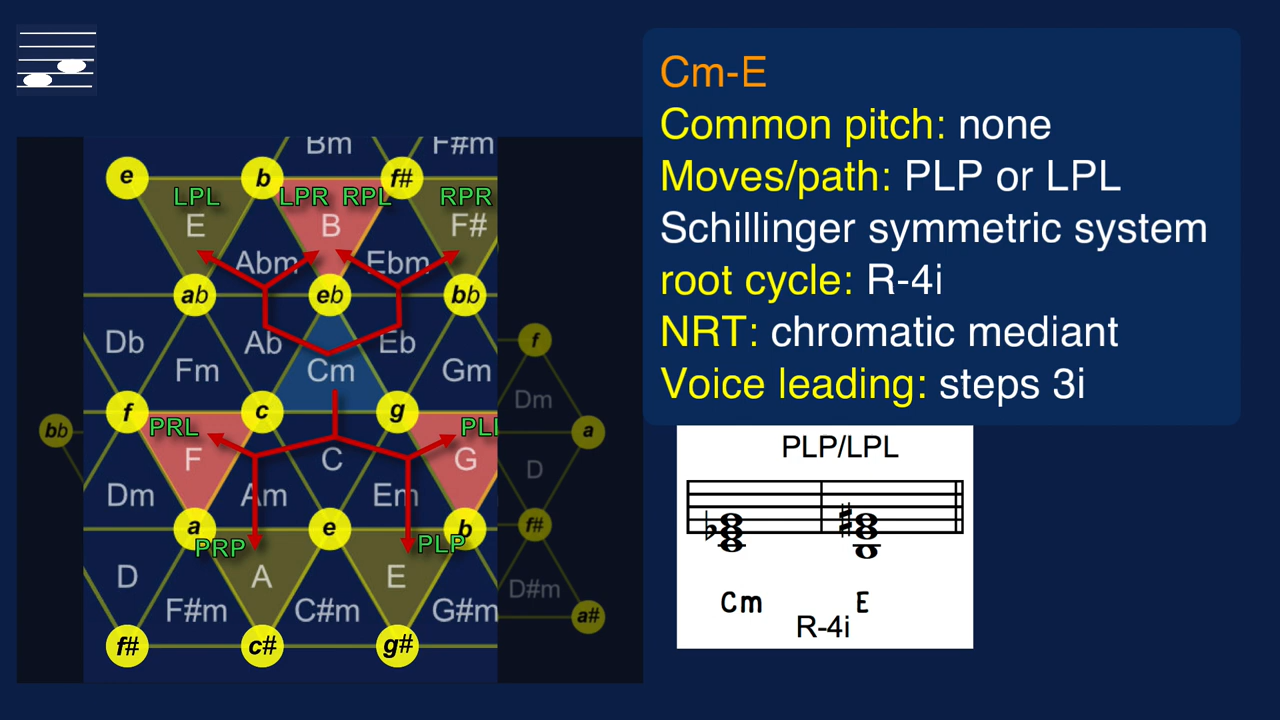 Cm-E
Common pitch: none
Moves/path: PLP or LPL
Schillinger symmetric system
root cycle: R-4i
NRT: chromatic mediant
Voice leading: steps 3i
PLP/LPL
Cm E
R-4i
Bm F#m
e b f#
LPL LPR RPL RPR
E B F#
Abm Ebm
ab eb bb
Db Ab Eb
Fm Cm Gm
f c g
f
Dm
bb
a
PRL PLI
F C G
D
Dm Am Em
a e b
f#
PRP PLP
D A E
D#m
F#m C#m G#m
f# c# g#
a#